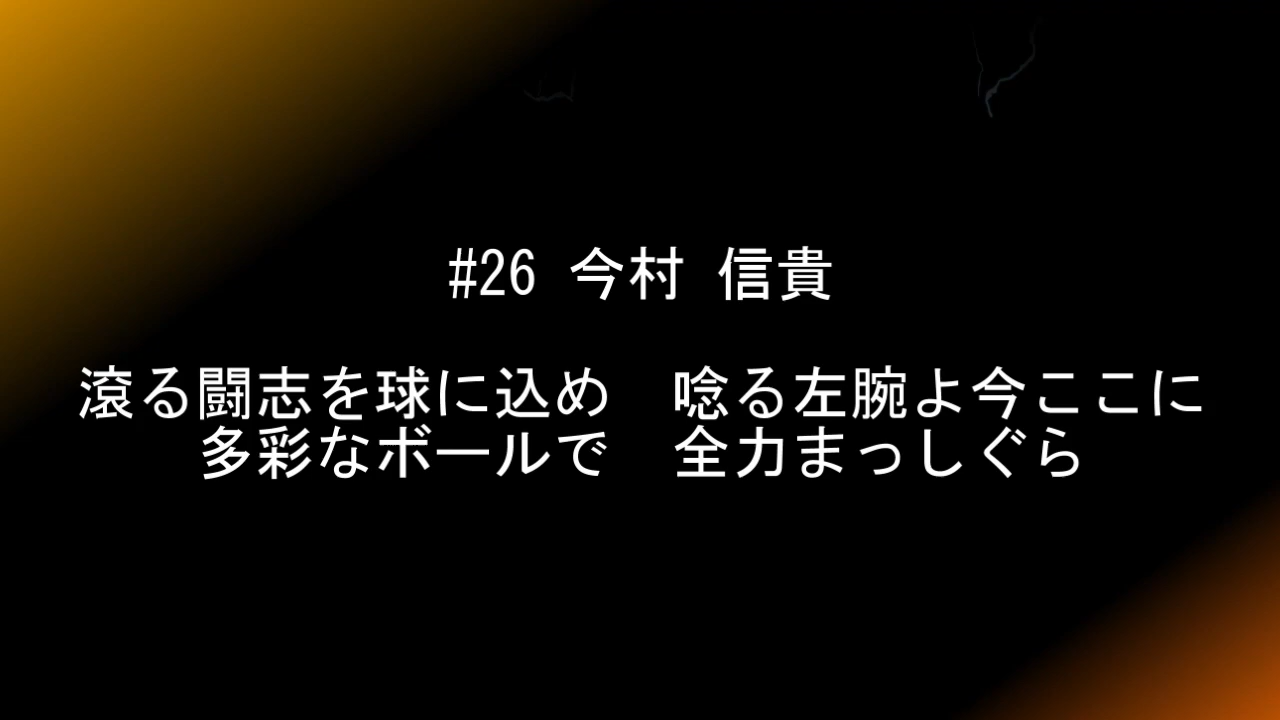 #26 今村 信貴
滾る闘志を球に込め　唸る左腕よ今ここに
多彩なボールで　全力まっしぐら